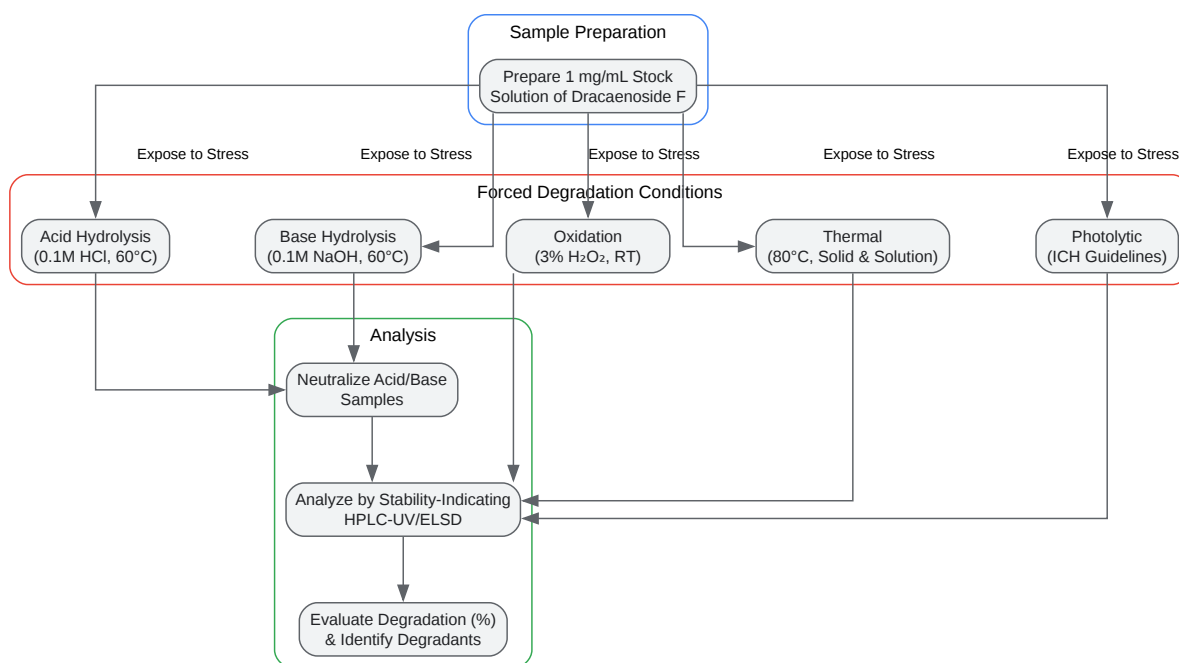 Sample Preparation
Prepare 1 mg/mL Stock
Solution of Dracaenoside F
Expose to Stress
Expose to Stress
Expose to Stress
Expose to Stress
Expose to Stress
Forced Degradation Conditions
Acid Hydrolysis
(0.1M HCl, 60°C)
Base Hydrolysis
(0.1M NaOH, 60°C)
Oxidation
(3% H₂O₂, RT)
Thermal
(80°C, Solid & Solution)
Photolytic
(ICH Guidelines)
Analysis
Neutralize Acid/Base
Samples
Analyze by Stability-Indicating
HPLC-UV/ELSD
Evaluate Degradation (%)
& Identify Degradants